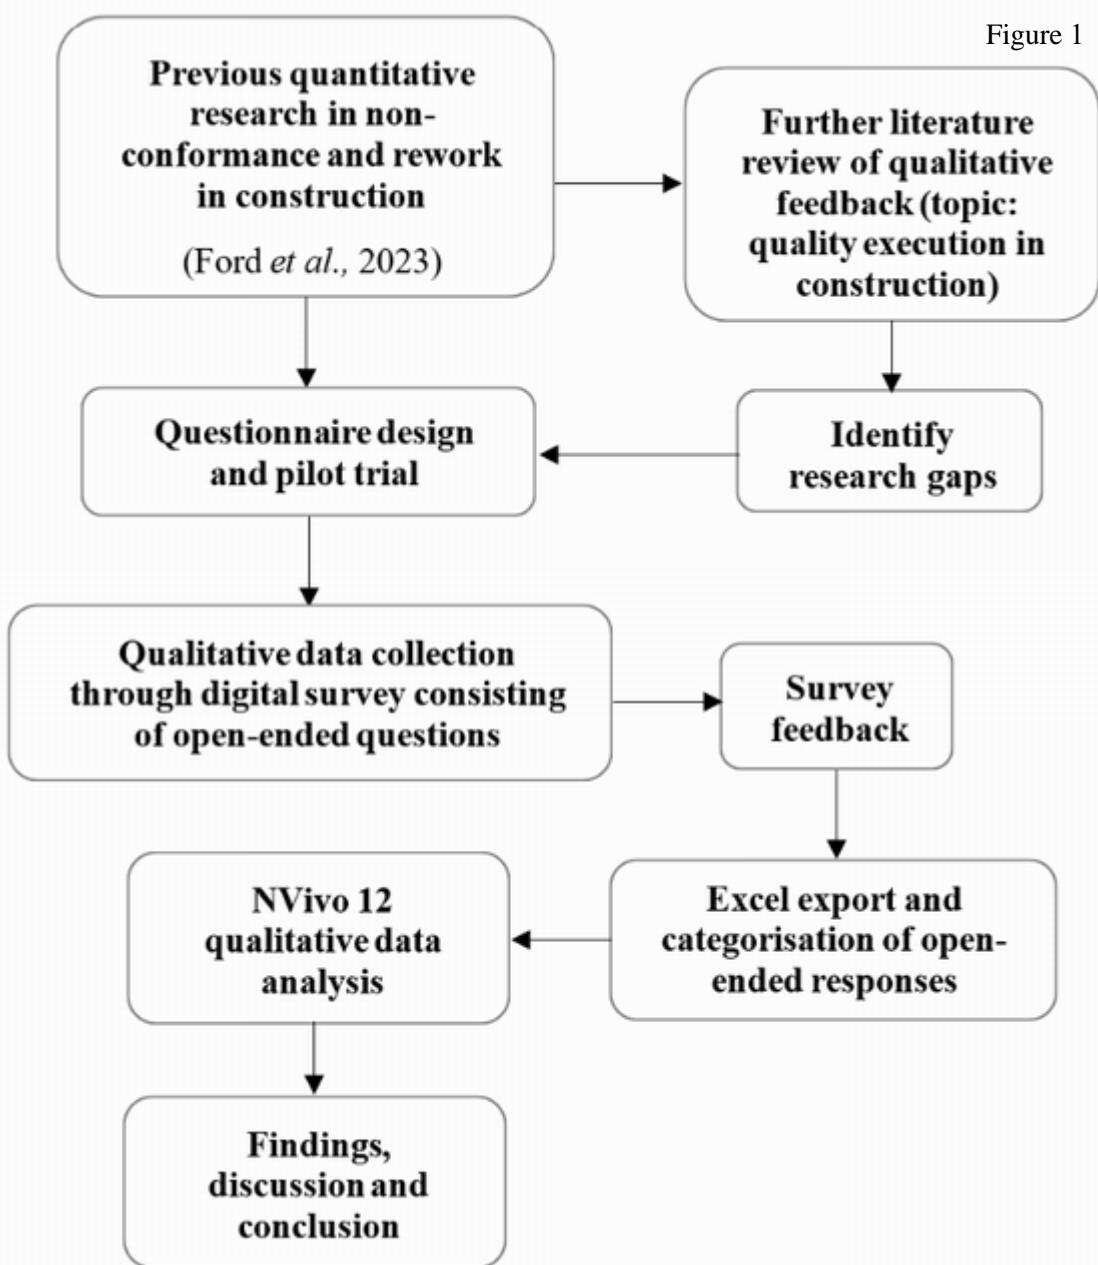 Figure 1
Previous quantitative
research in non-
conformance and rework
in construction
(Ford et al., 2023)
Further literature
review of qualitative
feedback (topic:
quality execution in
construction)
Questionnaire design
and pilot trial
Identify
research gaps
Qualitative data collection
through digital survey consisting
of open-ended questions
Survey
feedback
NVivo 12
qualitative data
analysis
Excel export and
categorisation of open-
ended responses
Findings,
discussion and
conclusion